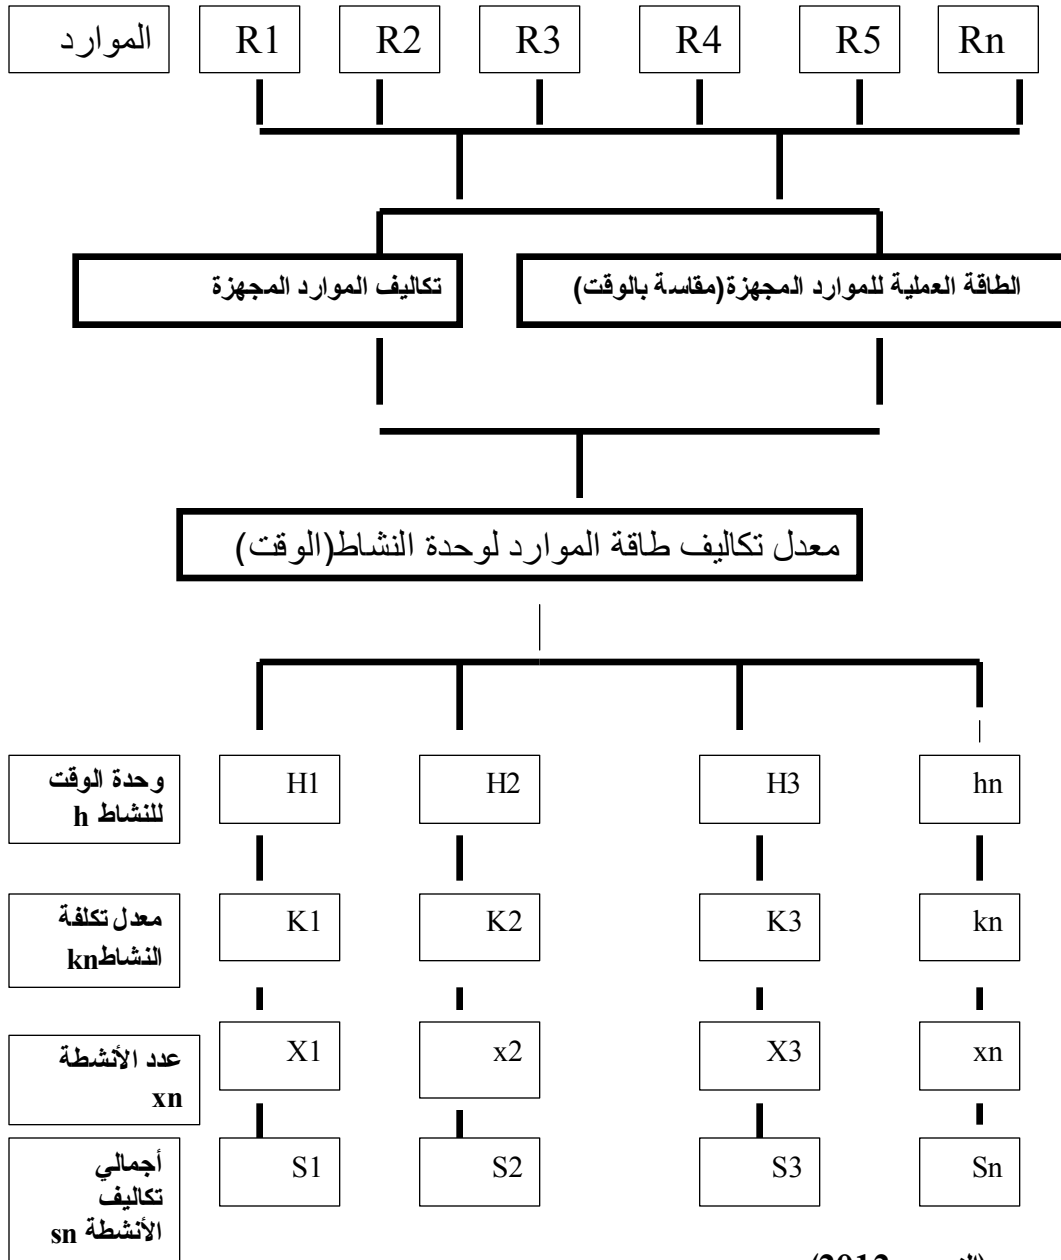 الموارد R1 R2 R3 R4 R5 Rn
تكاليف الموارد المجهزة
الطاقة العملية للموارد المجهزة(مقاسة بالوقت)
معدل تكاليف طاقة الموارد لوحدة النشاط(الوقت)
وحدة الوقت
للنشاط h
H1 H2 H3 hn
معدل تكلفة
النشاطkn
K1 K2 K3 kn
عدد الأنشطة
xn
X1 x2 X3 xn
أجمالي
تكاليف
الأنشطة sn
S1 S2 S3 Sn
2012)